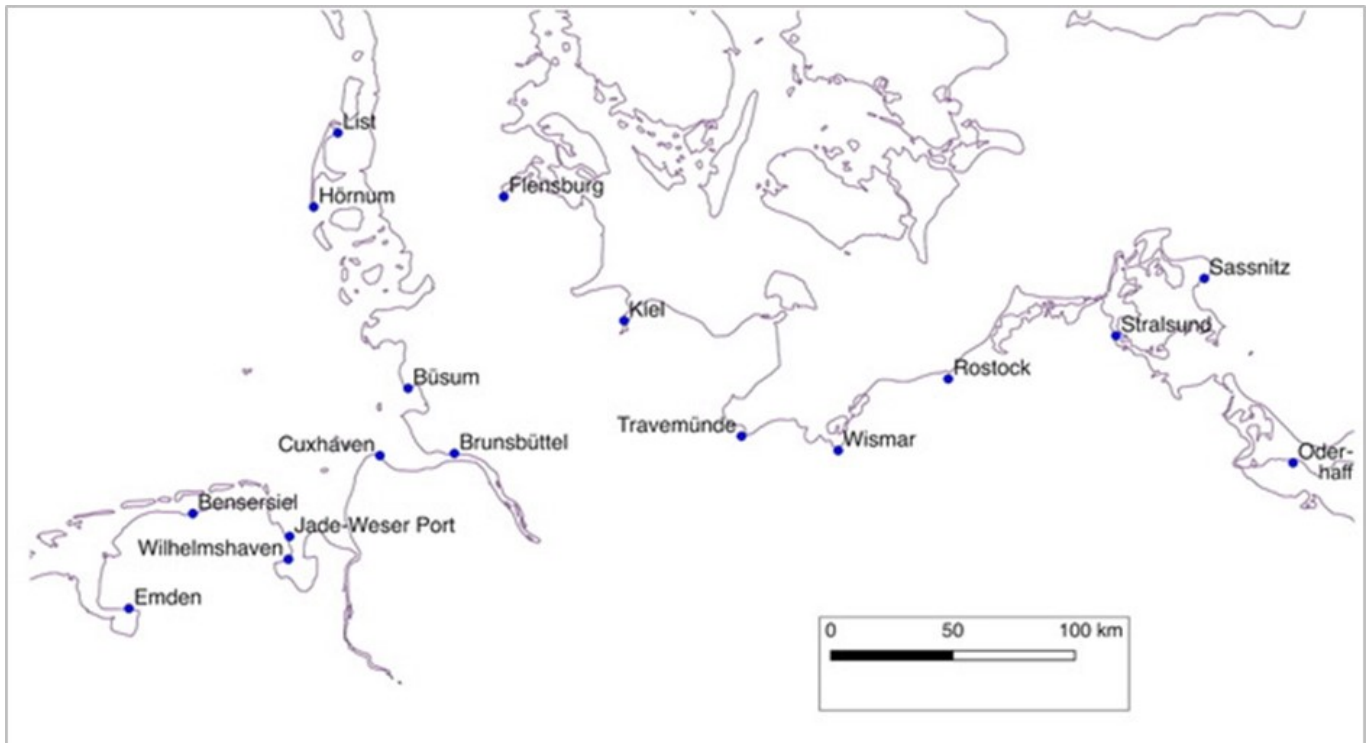 List
Hörnum
Flensburg
Sassnitz
Kiel
Stralsund
Büsum
Rostock
Travemünde
Wismar
Cuxhaven
Brunsbüttel
Oder-
haff
Bensersiel
Jade-Weser Port
Wilhelmshaven
Emden
0 50 100 km